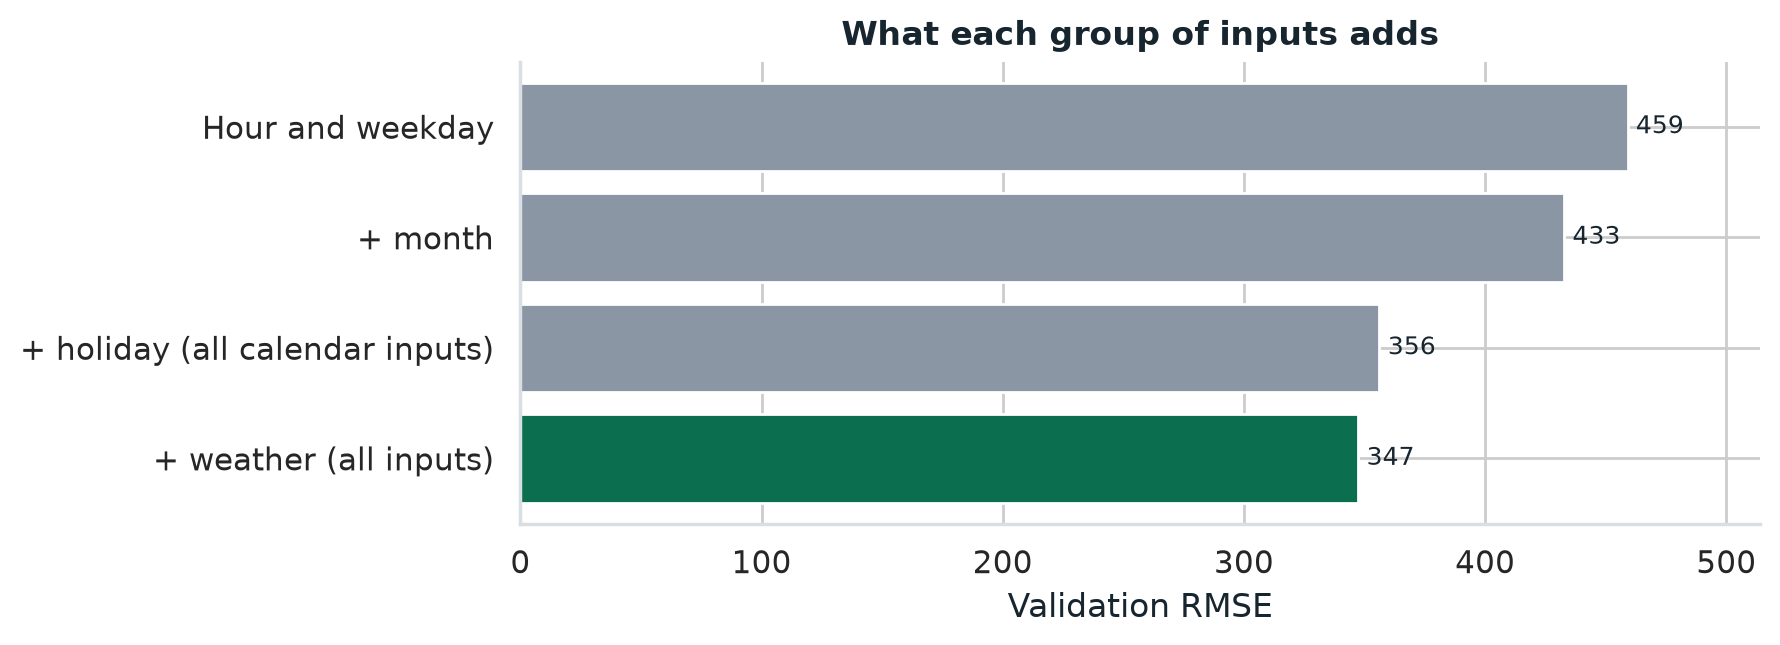 What each group of inputs adds
Hour and weekday
459
+ month
433
+ holiday (all calendar inputs)
356
+ weather (all inputs)
347
0 100 200 300 400 500
Validation RMSE